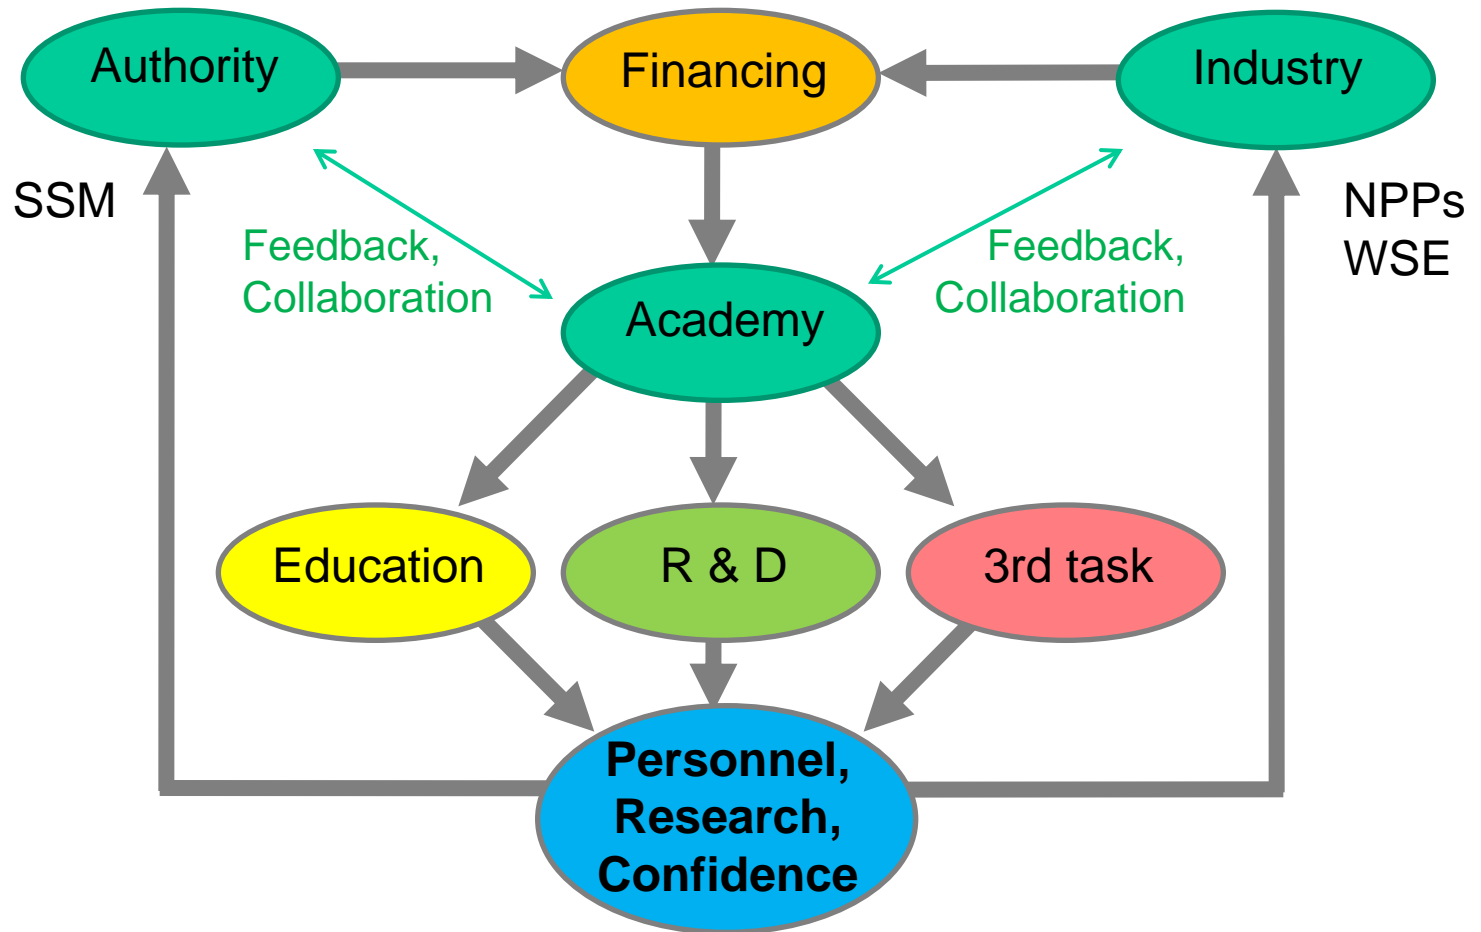 Authority
Financing
Industry
SSM
NPPs
WSE
Feedback,
Collaboration
Feedback,
Collaboration
Academy
Education
R & D
3rd task
Personnel,
Research,
Confidence